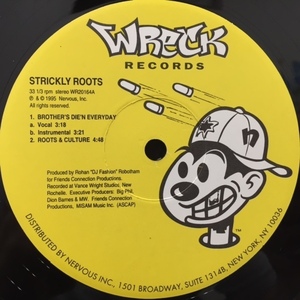 WRECK
RECORDS
STRICKLY ROOTS
33 1/3 rpm stereo WR20164A
℗ & © 1995 Nervous, Inc.
All rights reserved.
1. BROTHER'S DIE'N EVERYDAY
a. Vocal 3:18
b. Instrumental 3:21
2. ROOTS & CULTURE 4:48
Produced by Rohan "DJ Fashion" Robotham
for Friends Connection Productions.
Recorded at Vance Wright Studios, New
Rochelle. Executive Producers: Big Phil,
Dion Barnes & MW. Friends Connection
Productions, MISAM Music Inc. (ASCAP)
n
DISTRIBUTED BY NERVOUS INC., 1501 BROADWAY, SUITE 1314B, NEW YORK, NY 10036